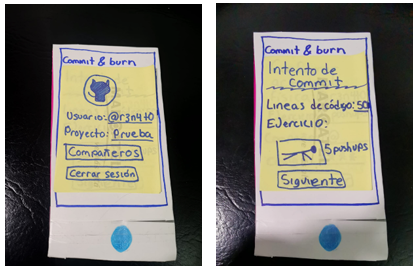 Commit & burn
Usuario: @r3n4t0
Proyecto: Prueba
Compañeros
Cerrar sesión
Commit & burn
Intento de
Commit
Lineas de código: 50
Ejercicio:
5 pushups
Siguiente